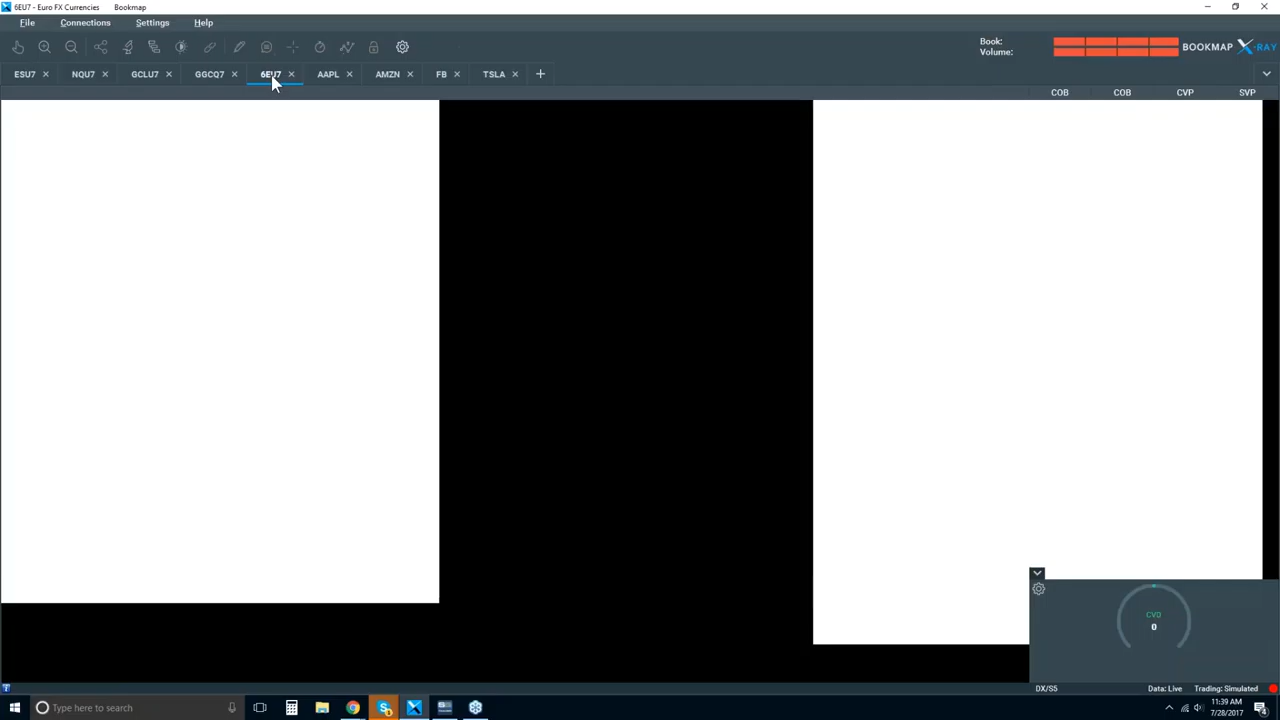 6EU7 - Euro FX Currencies Bookmap
File Connections Settings Help
Book:
Volume:
BOOKMAP X-RAY
ESU7 NQU7 GCLU7 GGCQ7 6EU7 AAPL AMZN FB TSLA
COB COB CVP SVP
CVD
0
DX/S5 Data: Live Trading: Simulated
Type here to search
11:39 AM
7/28/2017
4